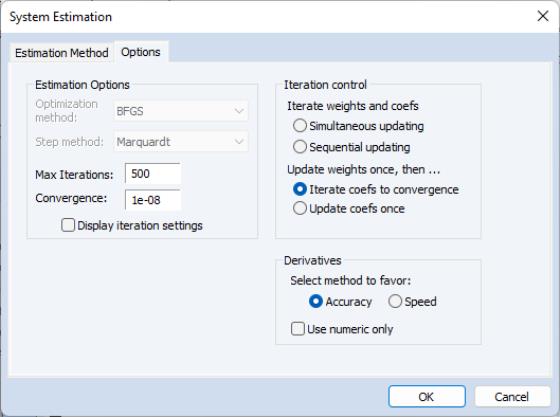 System Estimation
Estimation Method
Options
Estimation Options
Optimization
method:
BFGS
Step method:
Marquardt
Max Iterations:
500
Convergence:
1e-08
Display iteration settings
Iteration control
Iterate weights and coefs
Simultaneous updating
Sequential updating
Update weights once, then ...
Iterate coefs to convergence
Update coefs once
Derivatives
Select method to favor:
Accuracy
Speed
Use numeric only
OK
Cancel